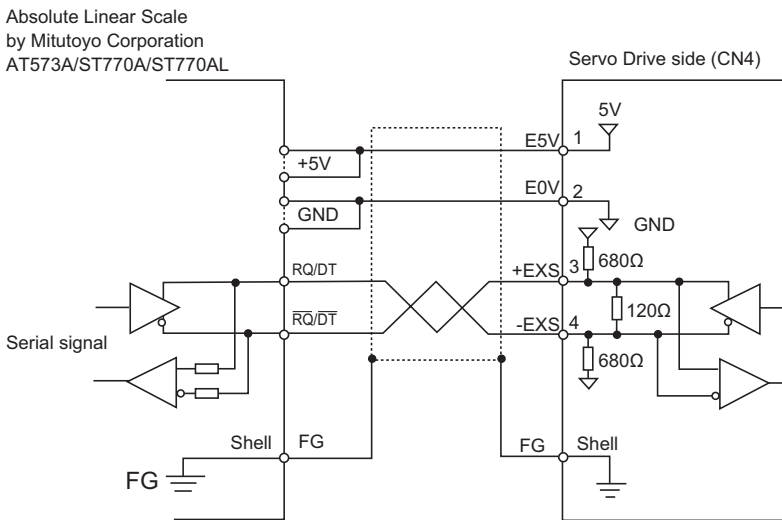 Absolute Linear Scale
by Mitutoyo Corporation
AT573A/ST770A/ST770AL
Servo Drive side (CN4)
5V
E5V 1
+5V
E0V 2
GND
GND
RQ/DT
+EXS 3
680Ω
120Ω
RQ/DT
-EXS 4
Serial signal
680Ω
Shell FG
FG Shell
FG